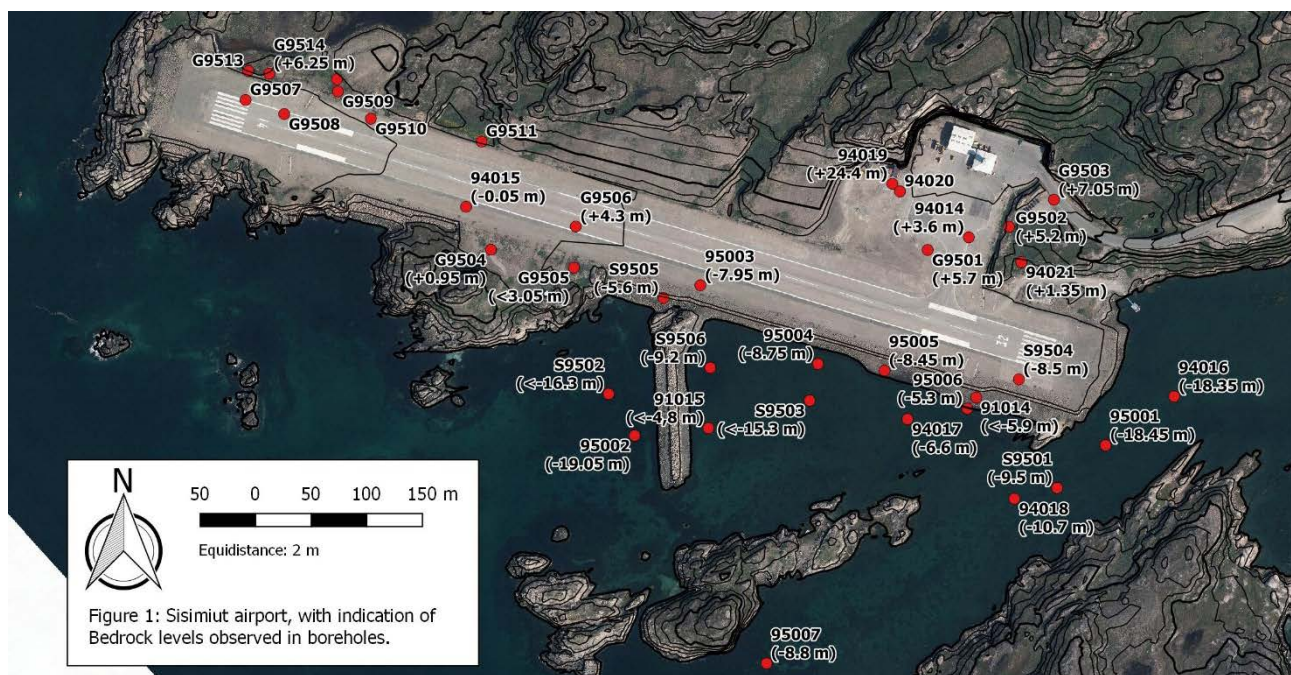 G9514
(+6.25 m)
G9513
G9507
G9508
G9509
G9510
G9511
94015
(-0.05 m)
G9506
(+4.3 m)
94019
(+24.4 m)
94020
94014
(+3.6 m)
G9503
(+7.05 m)
G9502
(+5.2 m)
G9501
(+5.7 m)
94021
(+1.35 m)
G9504
(+0.95 m)
G9505
(<3.05 m)
S9505
(-5.6 m)
95003
(-7.95 m)
S9506
(-9.2 m)
95004
(-8.75 m)
95005
(-8.45 m)
95006
(-5.3 m)
S9504
(-8.5 m)
94016
(-18.35 m)
S9502
(<-16.3 m)
91015
(<-4,8 m)
S9503
(<-15.3 m)
91014
(<-5.9 m)
94017
(-6.6 m)
95001
(-18.45 m)
95002
(-19.05 m)
S9501
(-9.5 m)
94018
(-10.7 m)
95007
(-8.8 m)
N
50 0 50 100 150 m
Equidistance: 2 m
Figure 1: Sisimiut airport, with indication of
Bedrock levels observed in boreholes.